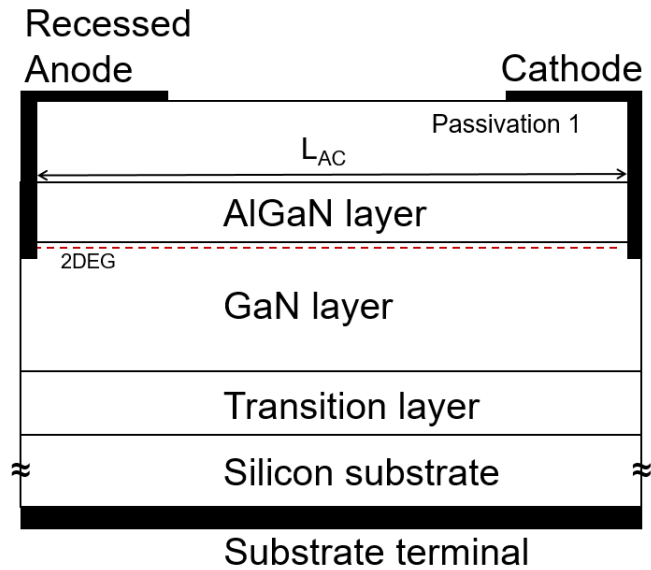 Recessed
Anode
Cathode
Passivation 1
LAC
AlGaN layer
2DEG
GaN layer
Transition layer
≈ Silicon substrate ≈
Substrate terminal